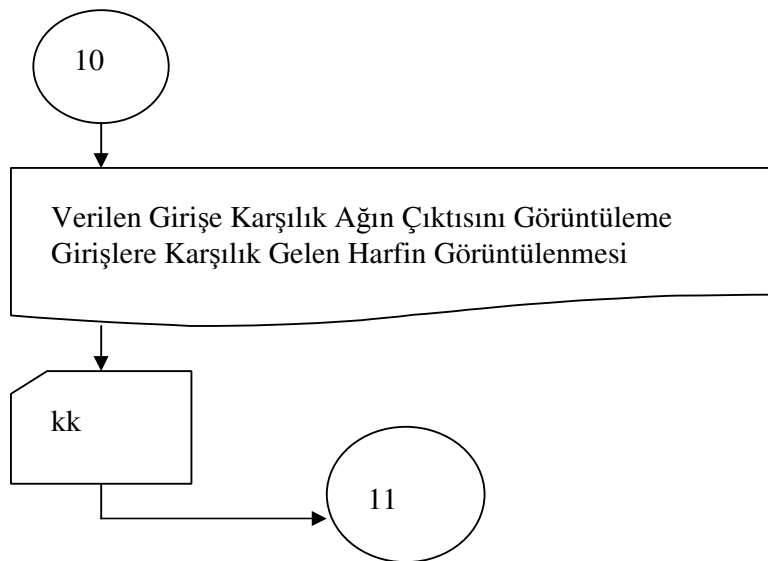 10
Verilen Girişe Karşılık Ağın Çıktısını Görüntüleme
Girişlere Karşılık Gelen Harfin Görüntülenmesi
kk
11